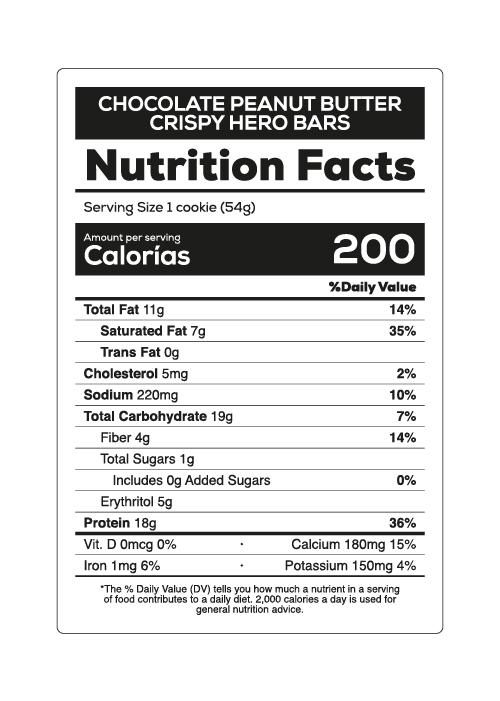 CHOCOLATE PEANUT BUTTER
CRISPY HERO BARS
Nutrition Facts
Serving Size 1 cookie (54g)
Amount per serving
Calorías 200
%Daily Value
Total Fat 11g 14%
Saturated Fat 7g 35%
Trans Fat 0g
Cholesterol 5mg 2%
Sodium 220mg 10%
Total Carbohydrate 19g 7%
Fiber 4g 14%
Total Sugars 1g
Includes 0g Added Sugars 0%
Erythritol 5g
Protein 18g 36%
Vit. D 0mcg 0% · Calcium 180mg 15%
Iron 1mg 6% · Potassium 150mg 4%
*The % Daily Value (DV) tells you how much a nutrient in a serving
of food contributes to a daily diet. 2,000 calories a day is used for
general nutrition advice.